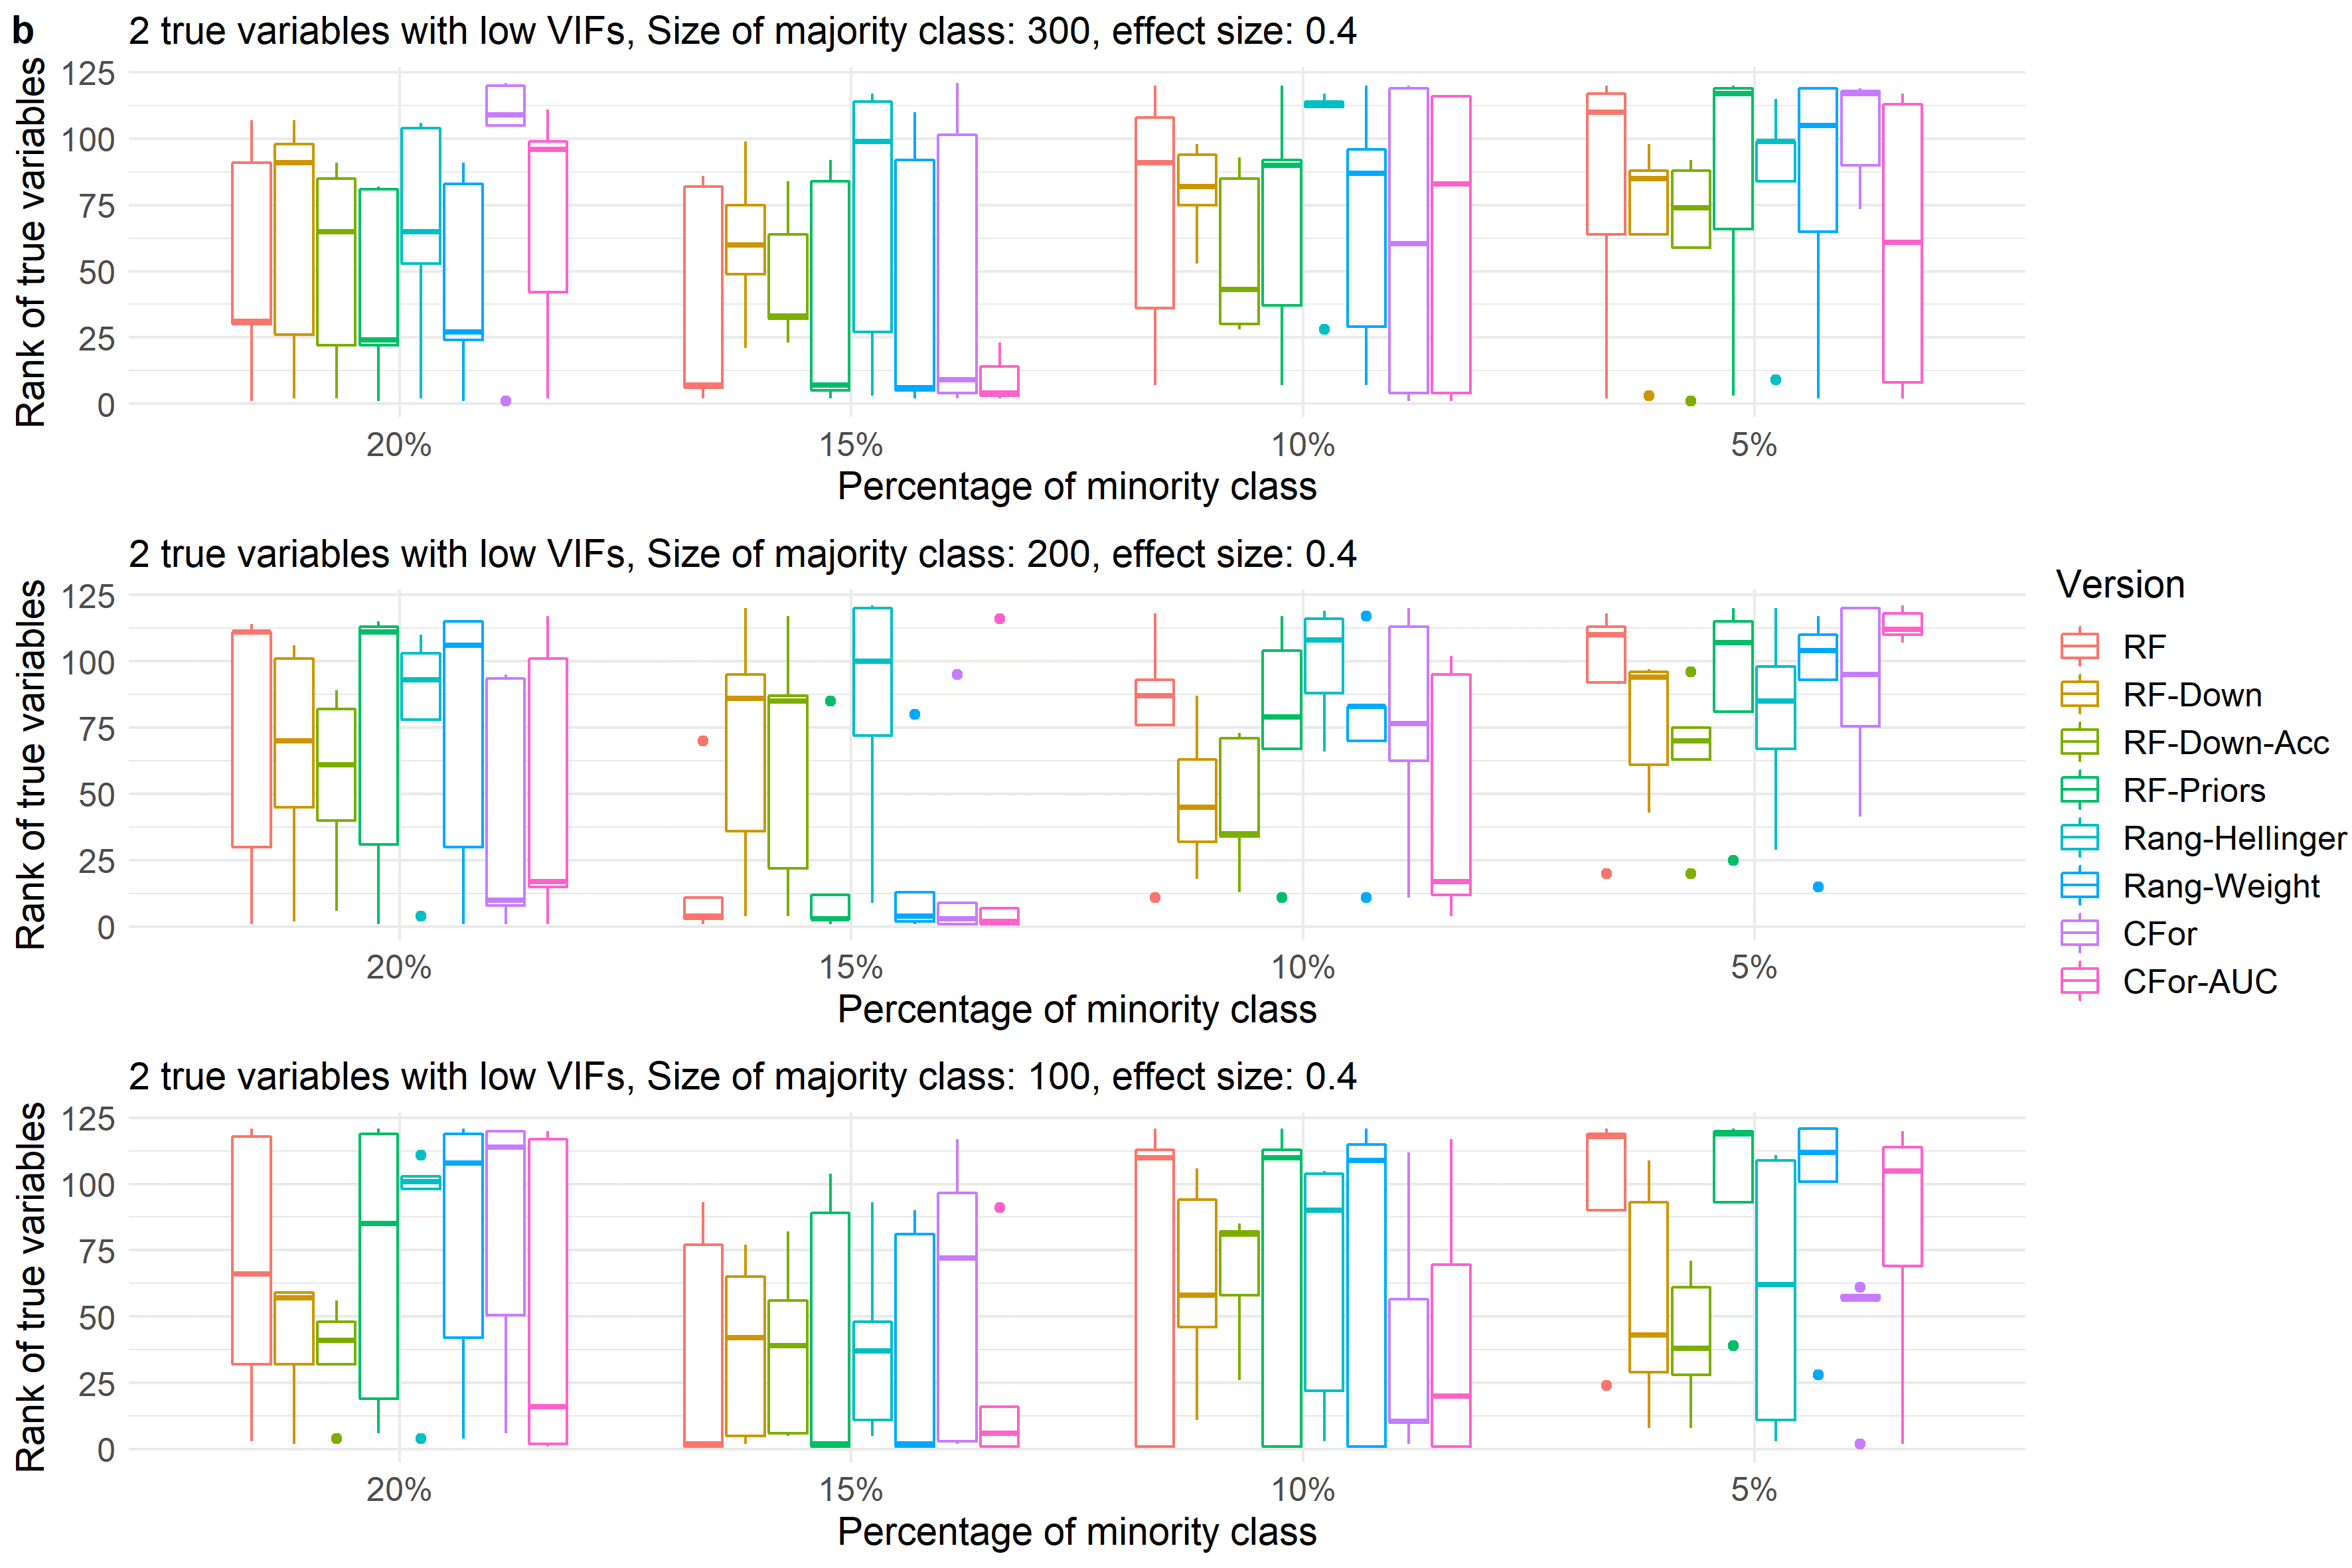 b
2 true variables with low VIFs, Size of majority class: 300, effect size: 0.4
Rank of true variables
125
100
75
50
25
0
20%
15%
10%
5%
Percentage of minority class
2 true variables with low VIFs, Size of majority class: 200, effect size: 0.4
Rank of true variables
125
100
75
50
25
0
20%
15%
10%
5%
Percentage of minority class
2 true variables with low VIFs, Size of majority class: 100, effect size: 0.4
Rank of true variables
125
100
75
50
25
0
20%
15%
10%
5%
Percentage of minority class
Version
RF
RF-Down
RF-Down-Acc
RF-Priors
Rang-Hellinger
Rang-Weight
CFor
CFor-AUC